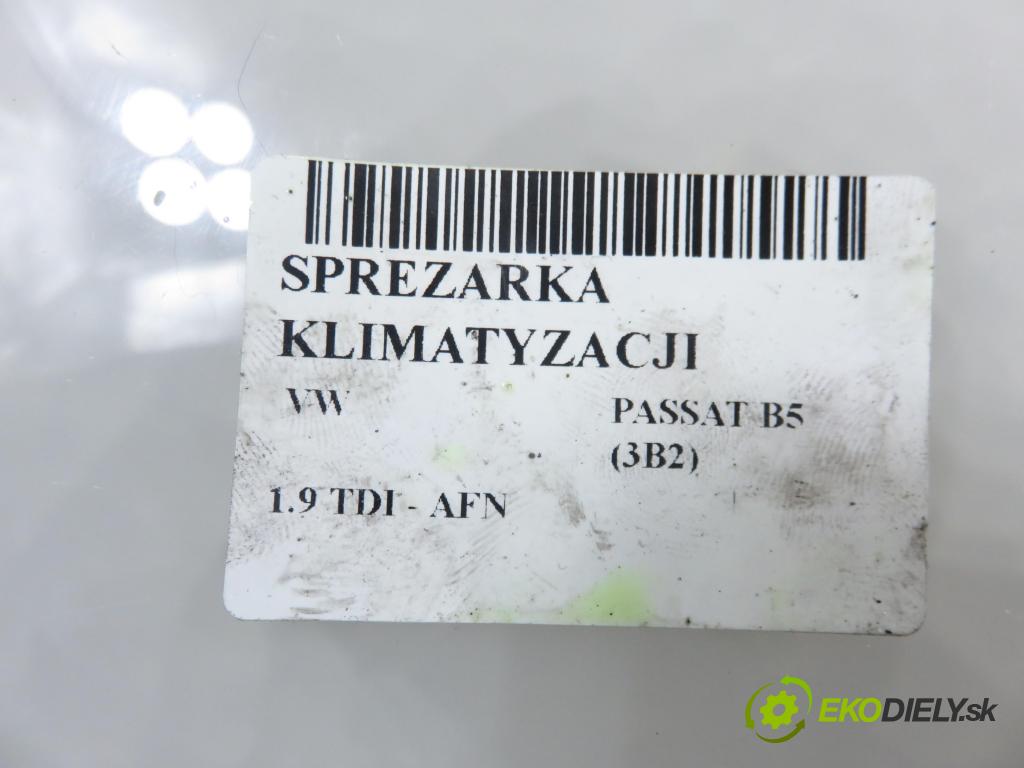 SPREZARKA
KLIMATYZACJI
VW
PASSAT B5
(3B2)
1.9 TDI - AFN
EKODIELY.sk